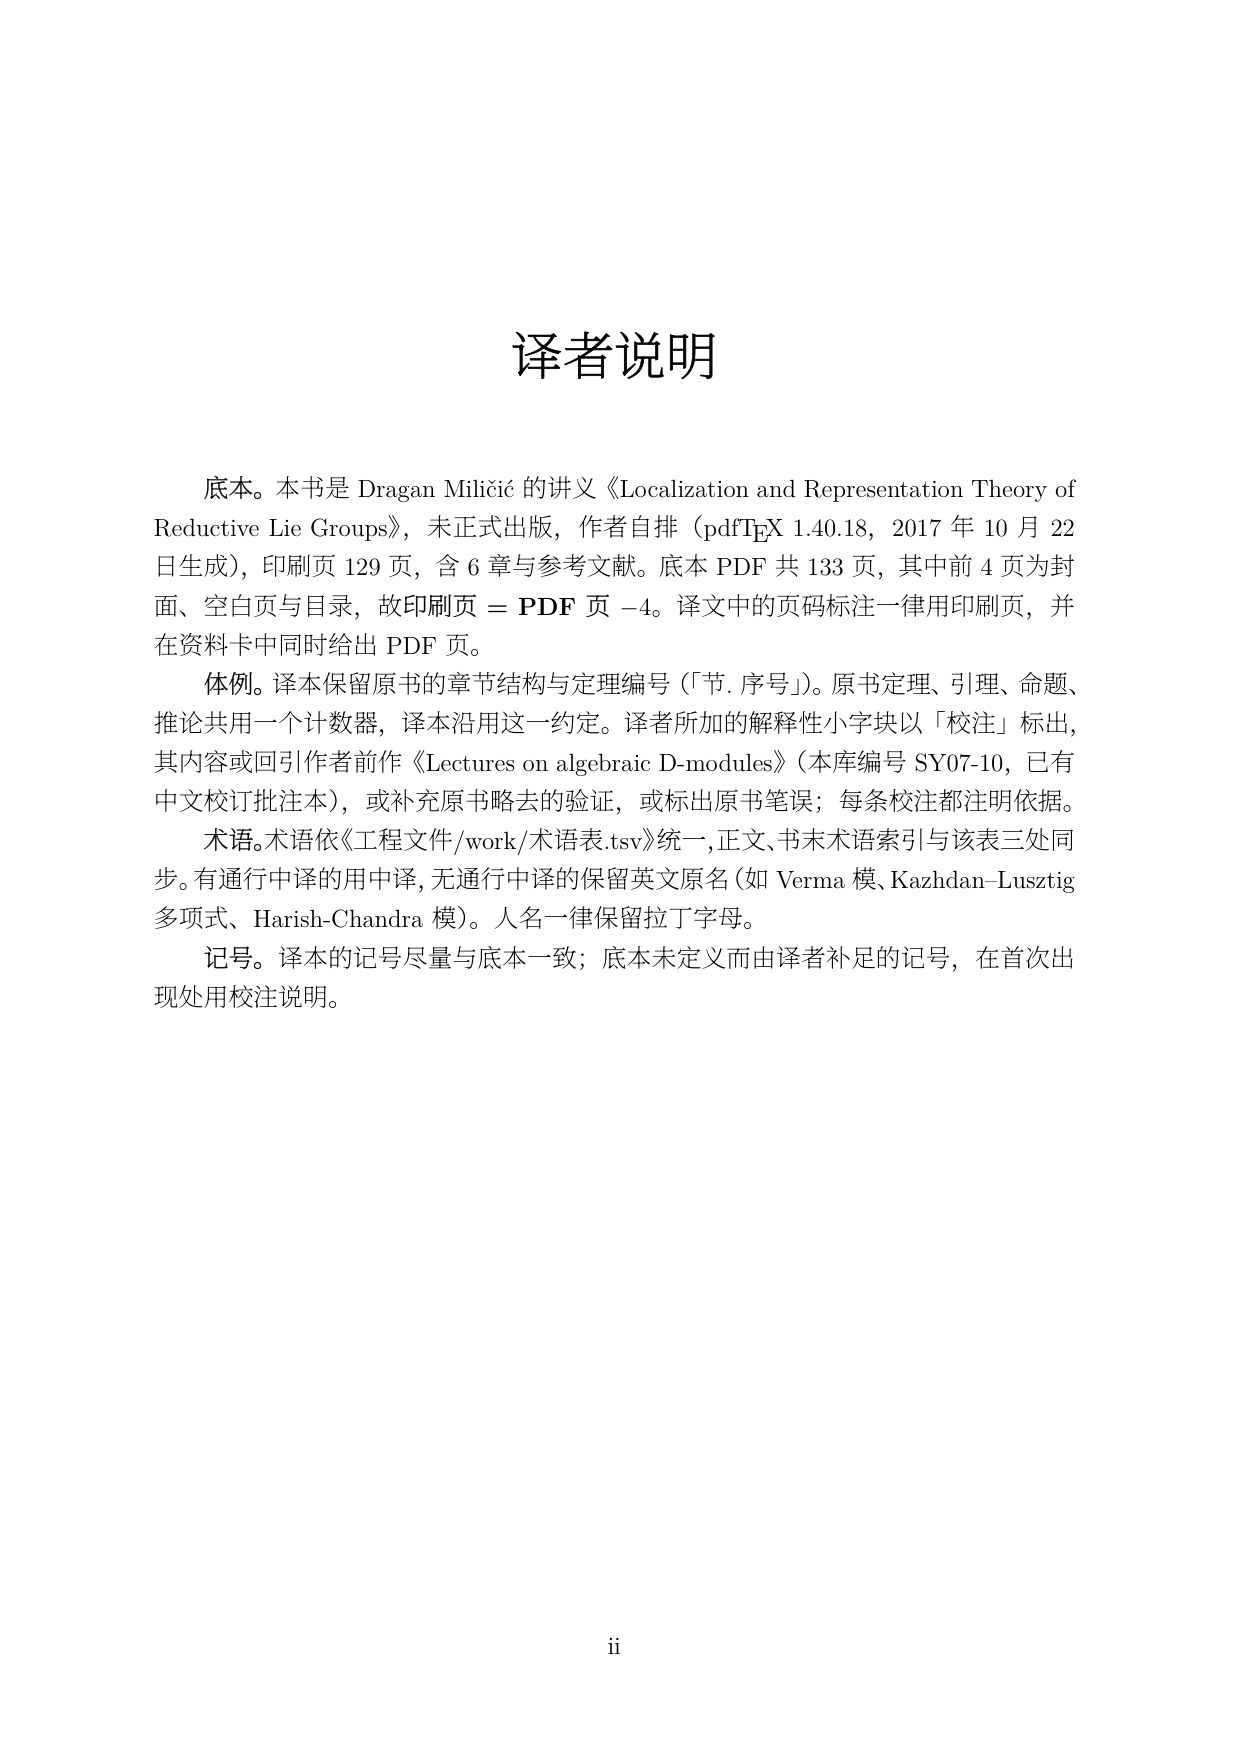 译者说明
底本。本书是 Dragan Miličić 的讲义《Localization and Representation Theory of
Reductive Lie Groups》，未正式出版，作者自排（pdfTEX 1.40.18，2017 年 10 月 22
日生成），印刷页 129 页，含 6 章与参考文献。底本 PDF 共 133 页，其中前 4 页为封
面、空白页与目录，故印刷页 = PDF 页 −4。译文中的页码标注一律用印刷页，并
在资料卡中同时给出 PDF 页。
体例。译本保留原书的章节结构与定理编号（「节. 序号」）。原书定理、引理、命题、
推论共用一个计数器，译本沿用这一约定。译者所加的解释性小字块以「校注」标出，
其内容或回引作者前作《Lectures on algebraic D-modules》（本库编号 SY07-10，已有
中文校订批注本），或补充原书略去的验证，或标出原书笔误；每条校注都注明依据。
术语。术语依《工程文件/work/术语表.tsv》统一，正文、书末术语索引与该表三处同
步。有通行中译的用中译，无通行中译的保留英文原名（如 Verma 模、Kazhdan–Lusztig
多项式、Harish-Chandra 模）。人名一律保留拉丁字母。
记号。译本的记号尽量与底本一致；底本未定义而由译者补足的记号，在首次出
现处用校注说明。
ii